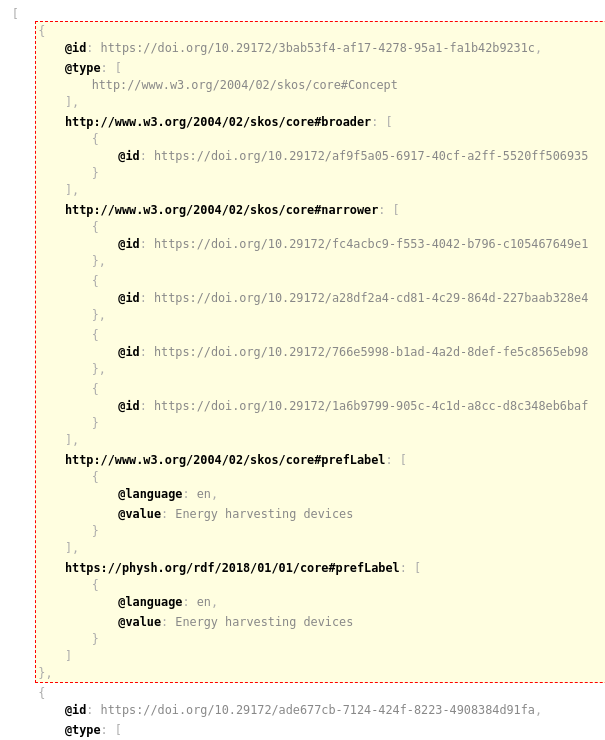 [
{
@id: https://doi.org/10.29172/3bab53f4-af17-4278-95a1-fa1b42b9231c,
@type: [
http://www.w3.org/2004/02/skos/core#Concept
],
http://www.w3.org/2004/02/skos/core#broader: [
{
@id: https://doi.org/10.29172/af9f5a05-6917-40cf-a2ff-5520ff506935
}
],
http://www.w3.org/2004/02/skos/core#narrower: [
{
@id: https://doi.org/10.29172/fc4acbc9-f553-4042-b796-c105467649e1
},
{
@id: https://doi.org/10.29172/a28df2a4-cd81-4c29-864d-227baab328e4
},
{
@id: https://doi.org/10.29172/766e5998-b1ad-4a2d-8def-fe5c8565eb98
},
{
@id: https://doi.org/10.29172/1a6b9799-905c-4c1d-a8cc-d8c348eb6baf
}
],
http://www.w3.org/2004/02/skos/core#prefLabel: [
{
@language: en,
@value: Energy harvesting devices
}
],
https://physh.org/rdf/2018/01/01/core#prefLabel: [
{
@language: en,
@value: Energy harvesting devices
}
]
},
{
@id: https://doi.org/10.29172/ade677cb-7124-424f-8223-4908384d91fa,
@type: [